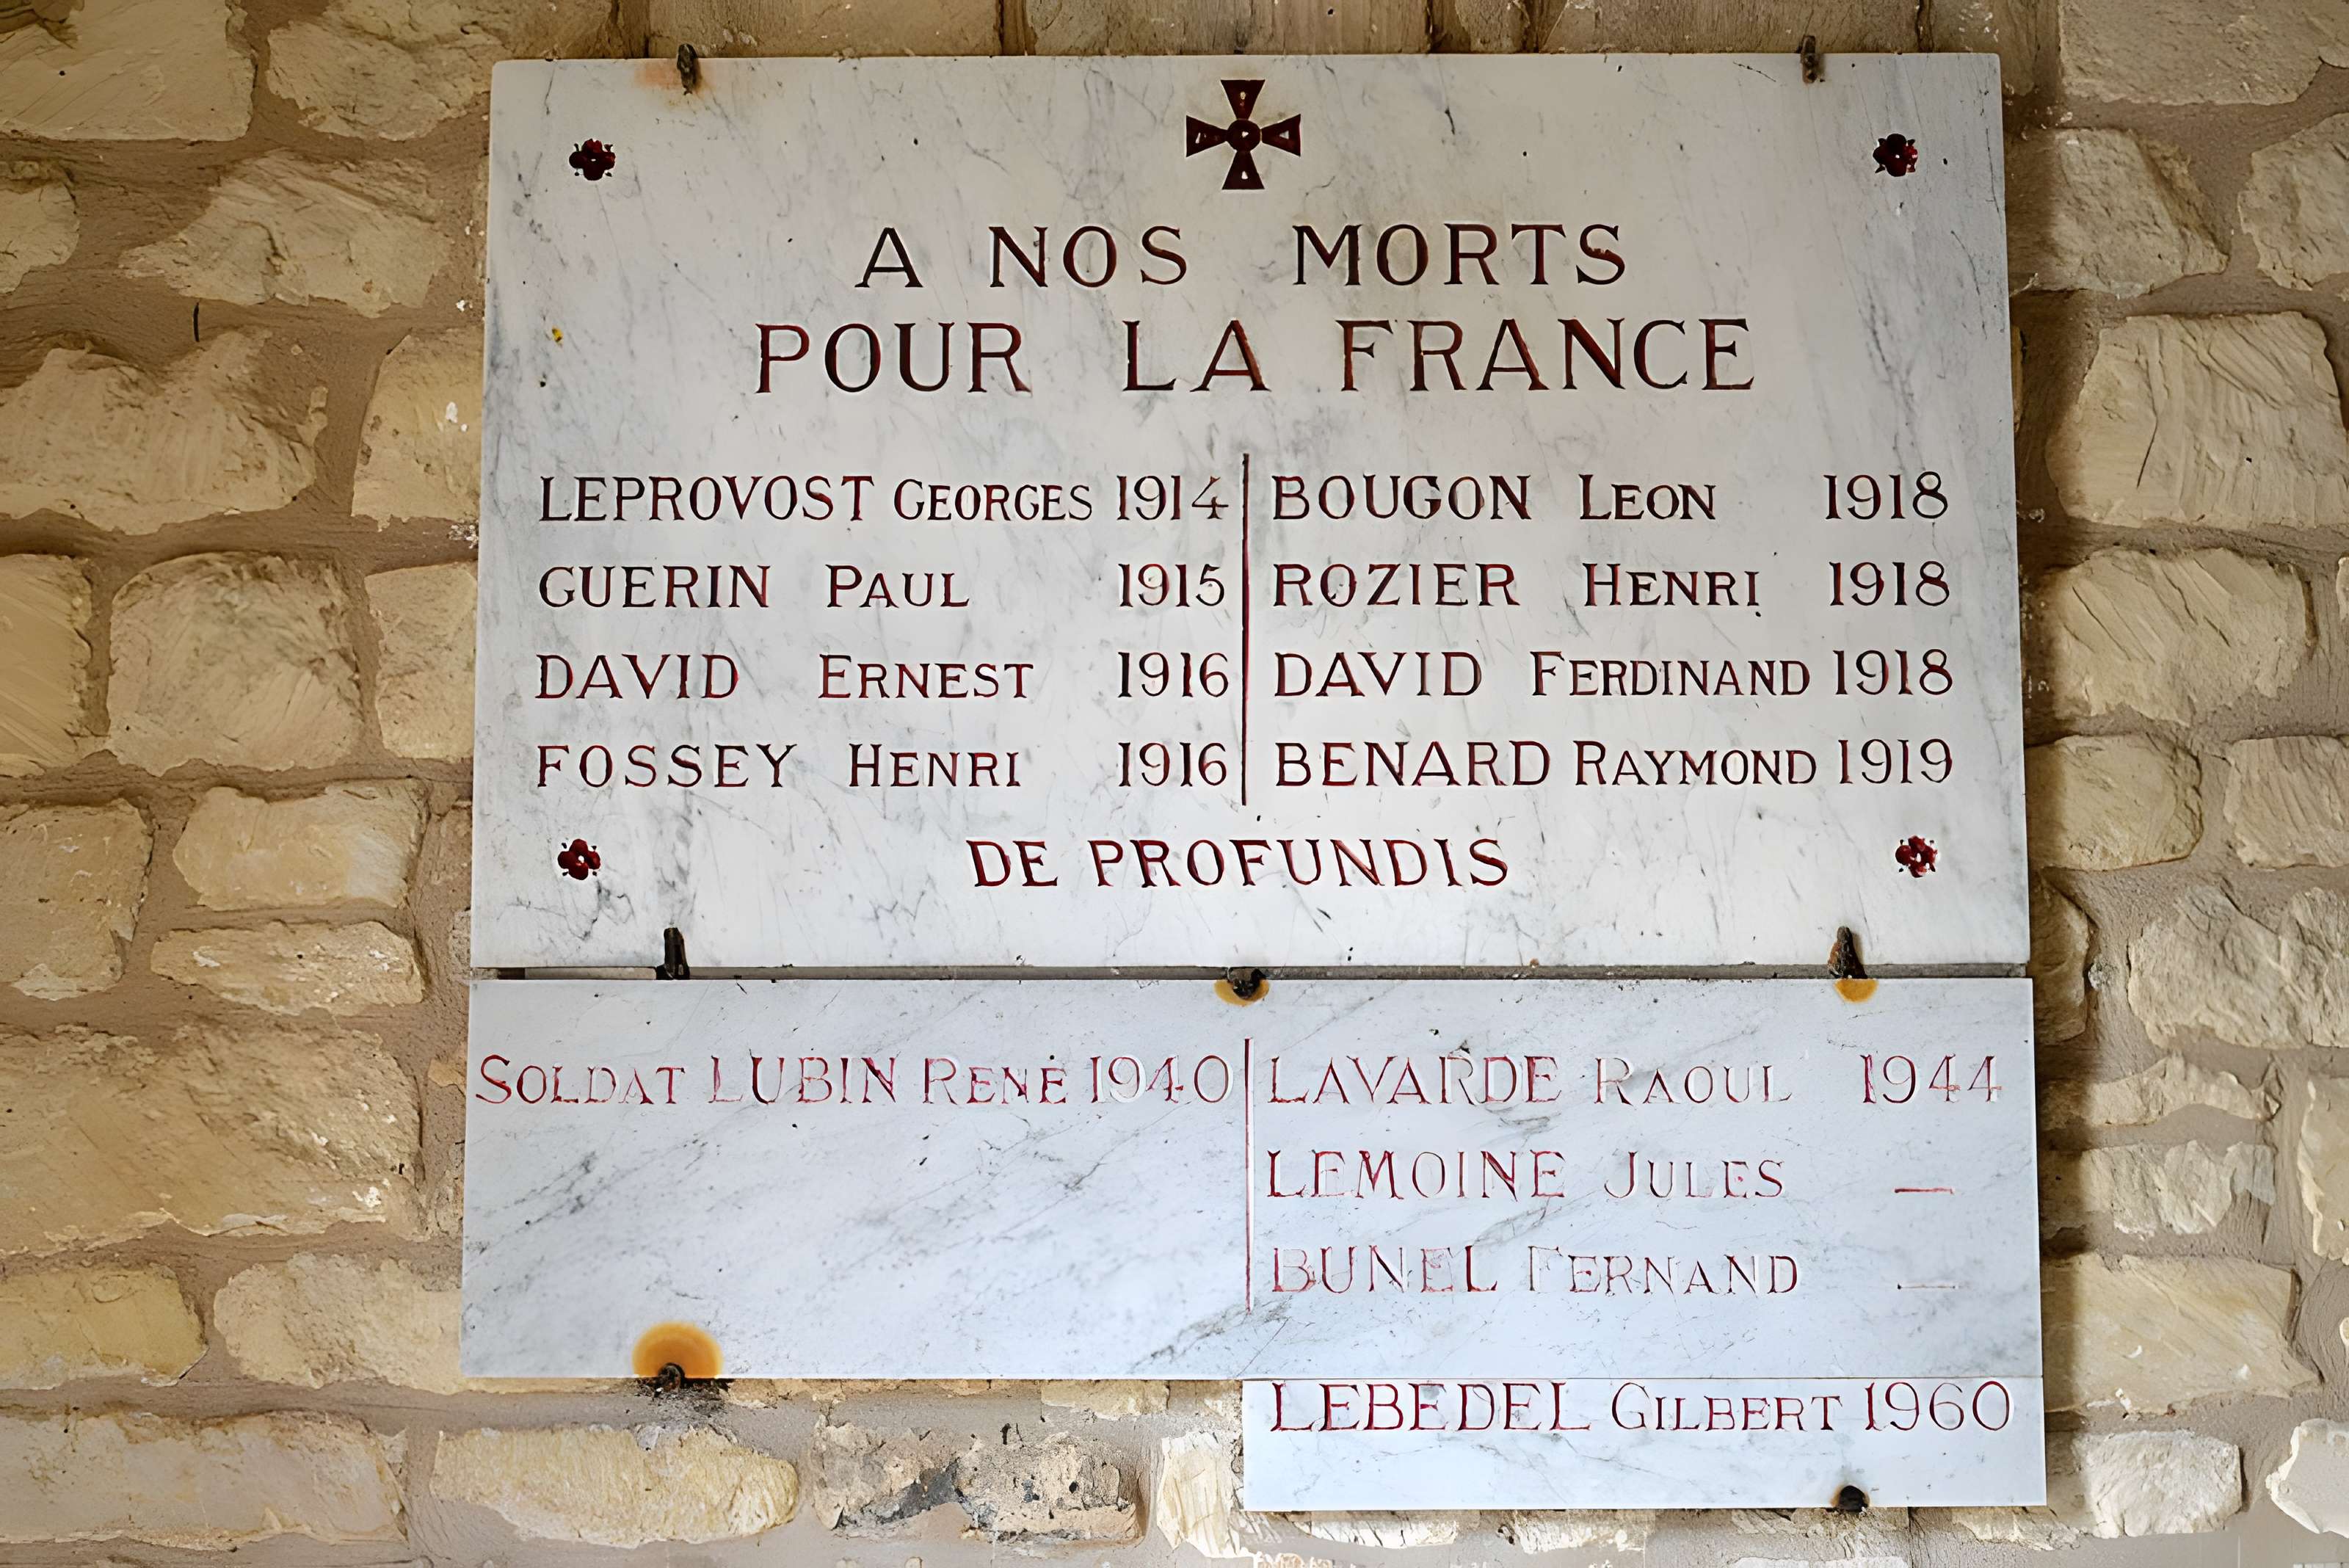 A NOS MORTS
POUR LA FRANCE
LEPROVOST GEORGES 1914
GUERIN PAUL 1915
DAVID ERNEST 1916
FOSSEY HENRI 1916
BOUGON LEON 1918
ROZIER HENRI 1918
DAVID FERDINAND 1918
BENARD RAYMOND 1919
DE PROFUNDIS
SOLDAT LUBIN RENÉ 1940
LAVARDE RAOUL 1944
LEMOINE JULES —
BUNEL FERNAND —
LEBEDEL GILBERT 1960